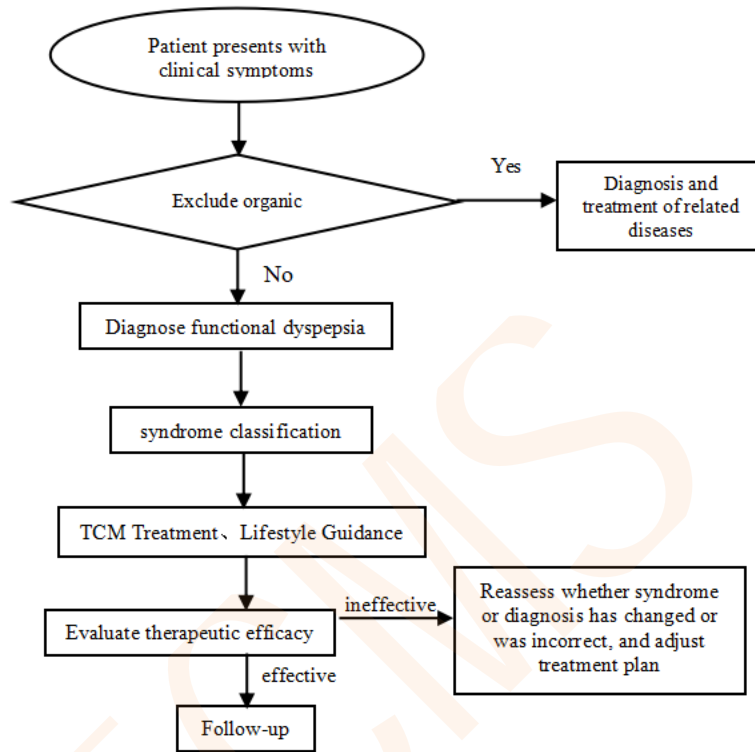 Patient presents with
clinical symptoms
Yes
Exclude organic
Diagnosis and
treatment of related
diseases
No
Diagnose functional dyspepsia
syndrome classification
TCM Treatment、Lifestyle Guidance
ineffective
Reassess whether syndrome
or diagnosis has changed or
was incorrect, and adjust
treatment plan
Evaluate therapeutic efficacy
effective
Follow-up